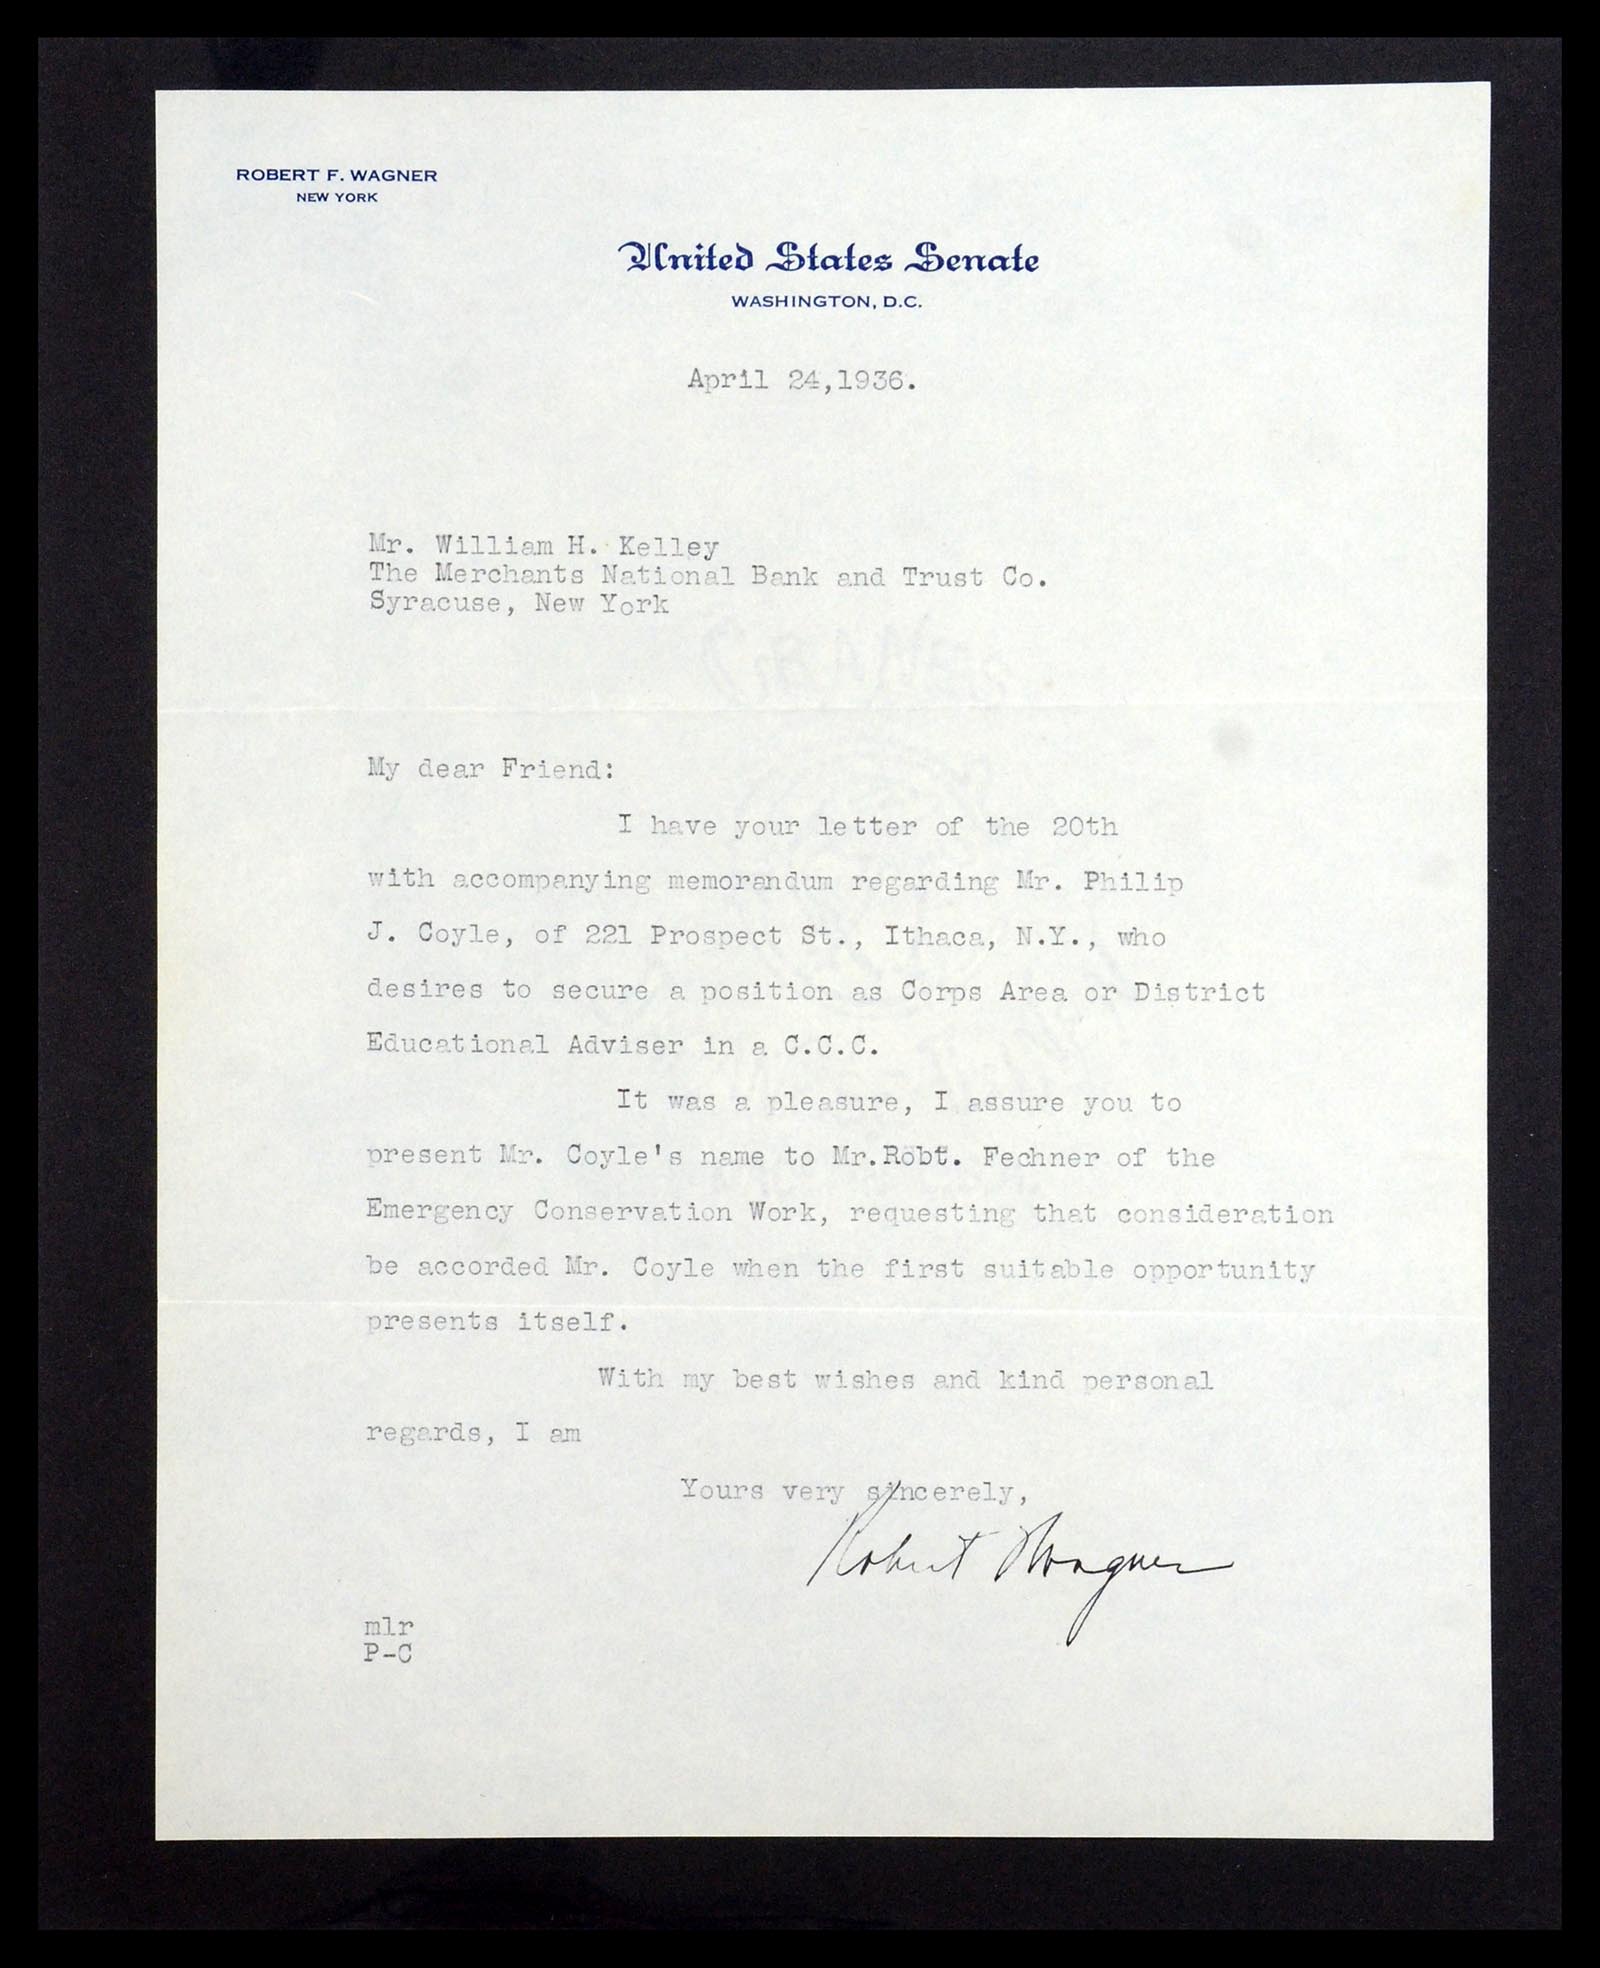 ROBERT F. WAGNER
NEW YORK
United States Senate
WASHINGTON, D.C.
April 24,1936.
Mr. William H. Kelley
The Merchants National Bank and Trust Co.
Syracuse, New York
My dear Friend:
I have your letter of the 20th
with accompanying memorandum regarding Mr. Philip
J. Coyle, of 221 Prospect St., Ithaca, N.Y., who
desires to secure a position as Corps Area or District
Educational Adviser in a C.C.C.
It was a pleasure, I assure you to
present Mr. Coyle's name to Mr.Robt. Fechner of the
Emergency Conservation Work, requesting that consideration
be accorded Mr. Coyle when the first suitable opportunity
presents itself.
With my best wishes and kind personal
regards, I am
Yours very sincerely,
Robert Wagner
mlr
P-C